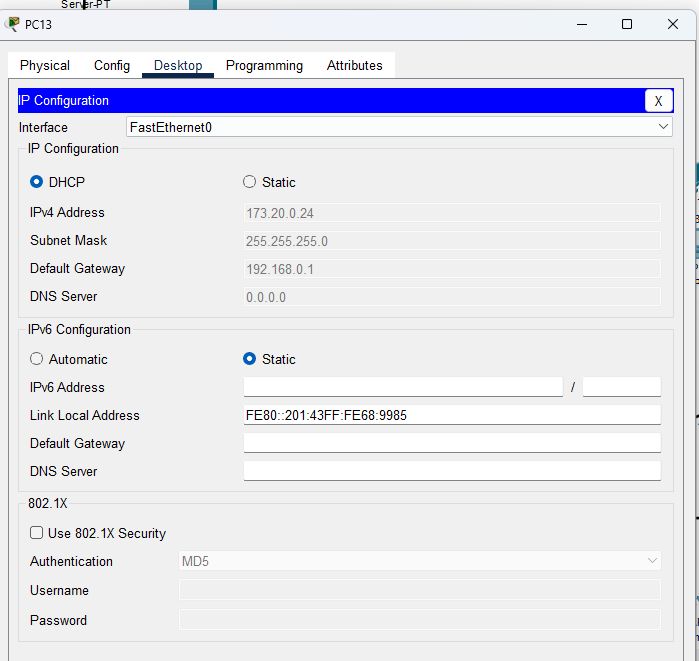 Server-PT
PC13
Physical Config Desktop Programming Attributes
IP Configuration X
Interface FastEthernet0
IP Configuration
DHCP Static
IPv4 Address 173.20.0.24
Subnet Mask 255.255.255.0
Default Gateway 192.168.0.1
DNS Server 0.0.0.0
IPv6 Configuration
Automatic Static
IPv6 Address /
Link Local Address FE80::201:43FF:FE68:9985
Default Gateway
DNS Server
802.1X
Use 802.1X Security
Authentication MD5
Username
Password